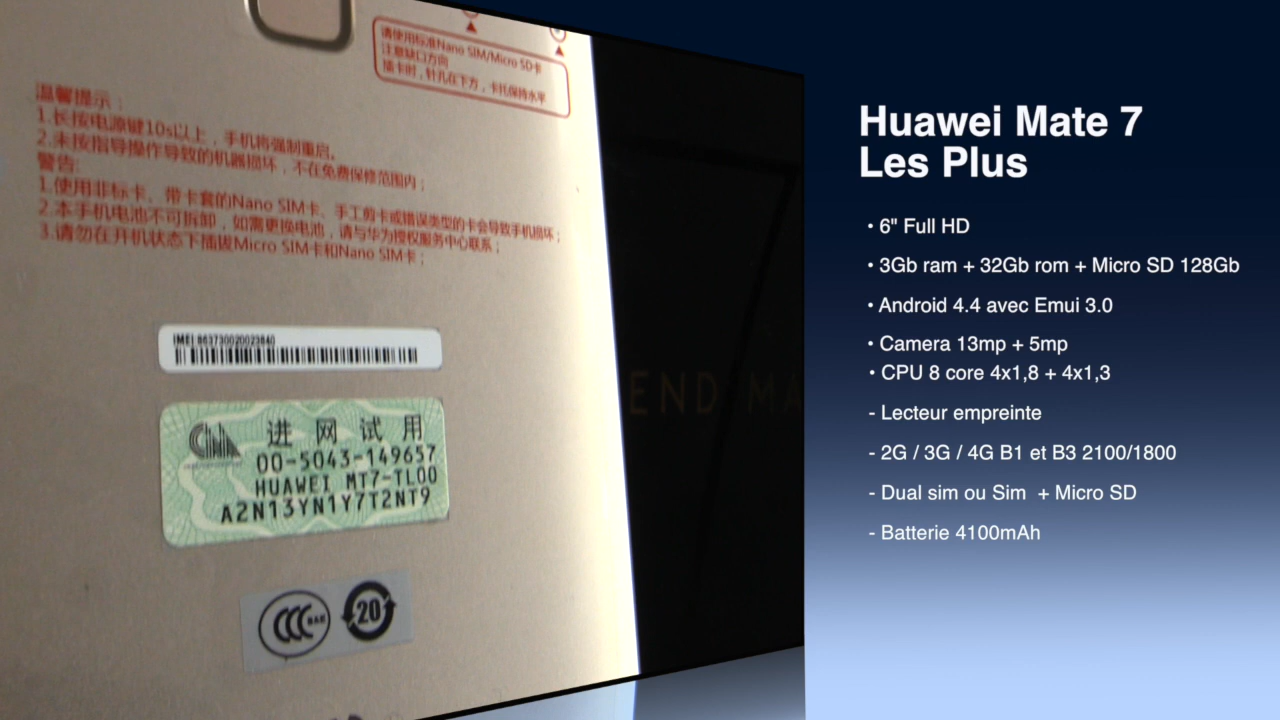 请使用标准Nano SIM/Micro SD卡
注意缺口方向
插卡时，针孔在下方，卡托保持水平
温馨提示：
1.长按电源键10s以上，手机将强制重启。
2.未按指导操作导致的机器损坏，不在免费保修范围内；
警告:
1.使用非标卡、带卡套的Nano SIM卡、手工剪卡或错误类型的卡会导致手机损坏；
2.本手机电池不可拆卸，如需更换电池，请与华为授权服务中心联系；
3.请勿在开机状态下插拔Micro SIM卡和Nano SIM卡；
IMEI 863730020023840
进网试用
00-5043-149657
HUAWEI MT7-TL00
A2N13YN1Y7T2NT9
CCC
20
END MA
Huawei Mate 7
Les Plus
• 6" Full HD
• 3Gb ram + 32Gb rom + Micro SD 128Gb
• Android 4.4 avec Emui 3.0
• Camera 13mp + 5mp
• CPU 8 core 4x1,8 + 4x1,3
- Lecteur empreinte
- 2G / 3G / 4G B1 et B3 2100/1800
- Dual sim ou Sim + Micro SD
- Batterie 4100mAh